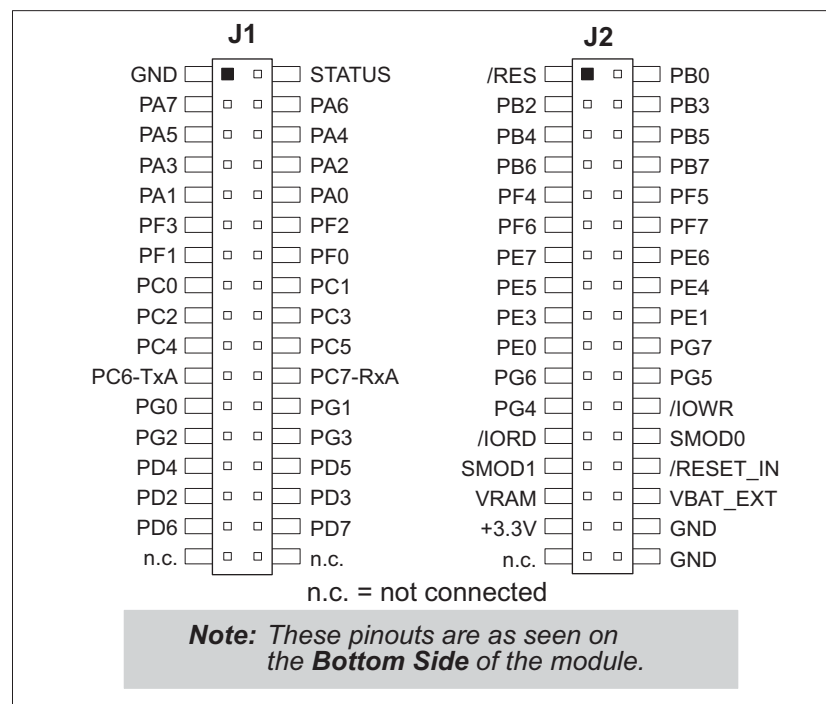 J1
GND STATUS
PA7 PA6
PA5 PA4
PA3 PA2
PA1 PA0
PF3 PF2
PF1 PF0
PC0 PC1
PC2 PC3
PC4 PC5
PC6-TxA PC7-RxA
PG0 PG1
PG2 PG3
PD4 PD5
PD2 PD3
PD6 PD7
n.c. n.c.
J2
/RES PB0
PB2 PB3
PB4 PB5
PB6 PB7
PF4 PF5
PF6 PF7
PE7 PE6
PE5 PE4
PE3 PE1
PE0 PG7
PG6 PG5
PG4 /IOWR
/IORD SMOD0
SMOD1 /RESET_IN
VRAM VBAT_EXT
+3.3V GND
n.c. GND
n.c. = not connected
Note: These pinouts are as seen on
the Bottom Side of the module.